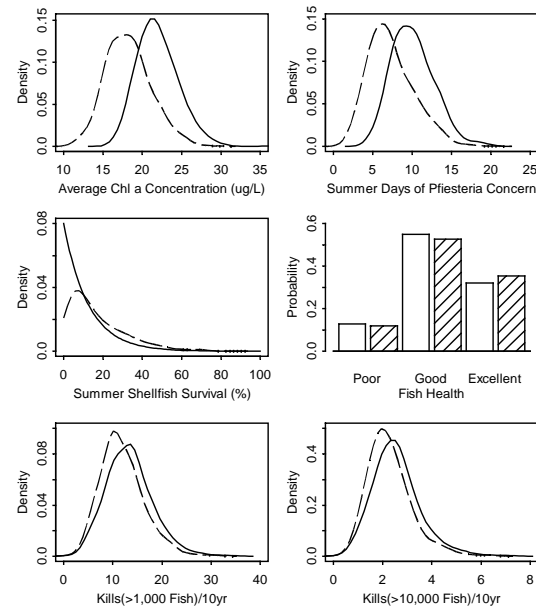 Density
0.0 0.05 0.10 0.15
10 15 20 25 30 35
Average Chl a Concentration (ug/L)
Density
0.0 0.05 0.10 0.15
0 5 10 15 20 25
Summer Days of Pfiesteria Concern
Density
0.0 0.04 0.08
0 20 40 60 80 100
Summer Shellfish Survival (%)
Probability
0.0 0.2 0.4 0.6
Poor Good Excellent
Fish Health
Density
0.0 0.04 0.08
0 10 20 30 40
Kills(>1,000 Fish)/10yr
Density
0.0 0.2 0.4
0 2 4 6 8
Kills(>10,000 Fish)/10yr